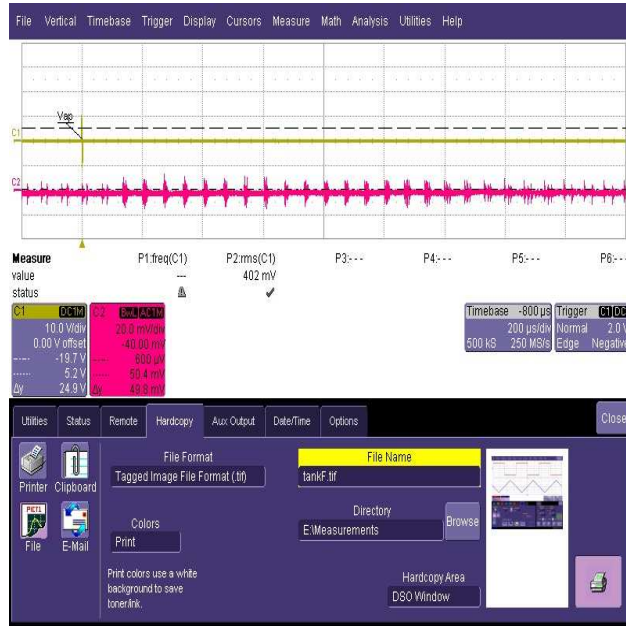 File Vertical Timebase Trigger Display Cursors Measure Math Analysis Utilities Help
Vap
C1
C2
Measure P1:freq(C1) P2:rms(C1) P3:- - - P4:- - - P5:- - - P6:- -
value --- 402 mV
status
C1 DC1M C2 BwL AC1M Timebase -800 µs Trigger C1 DC
10.0 V/div 20.0 mV/div 200 µs/div Normal 2.0 V
0.00 V offset -40.00 mV 500 kS 250 MS/s Edge Negative
-19.7 V 600 µV
5.2 V 50.4 mV
Δy 24.9 V Δy 49.8 mV
Utilities Status Remote Hardcopy Aux Output Date/Time Options Close
File Format File Name
Printer Clipboard Tagged Image File Format (.tif) tankF.tif
Colors Directory
File E-Mail Print E:\Measurements Browse
Print colors use a white
background to save
toner/ink.
Hardcopy Area
DSO Window